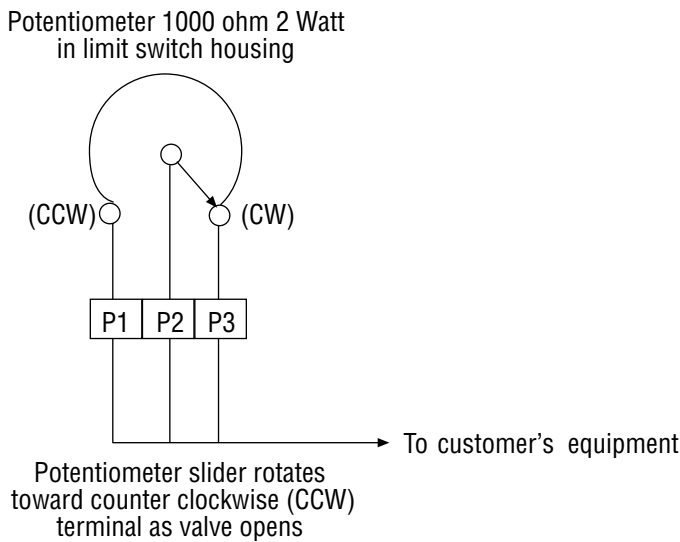 Potentiometer 1000 ohm 2 Watt
in limit switch housing
(CCW) (CW)
P1 P2 P3
To customer's equipment
Potentiometer slider rotates
toward counter clockwise (CCW)
terminal as valve opens